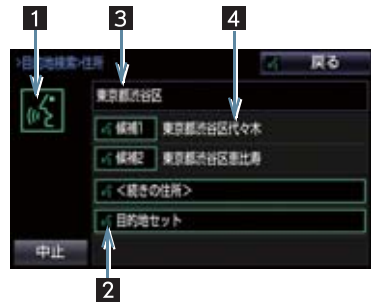 1 3 4
>目的地検索>住所 戻る
東京都渋谷区
候補1 東京都渋谷区代々木
候補2 東京都渋谷区恵比寿
<続きの住所>
目的地セット
中止
2